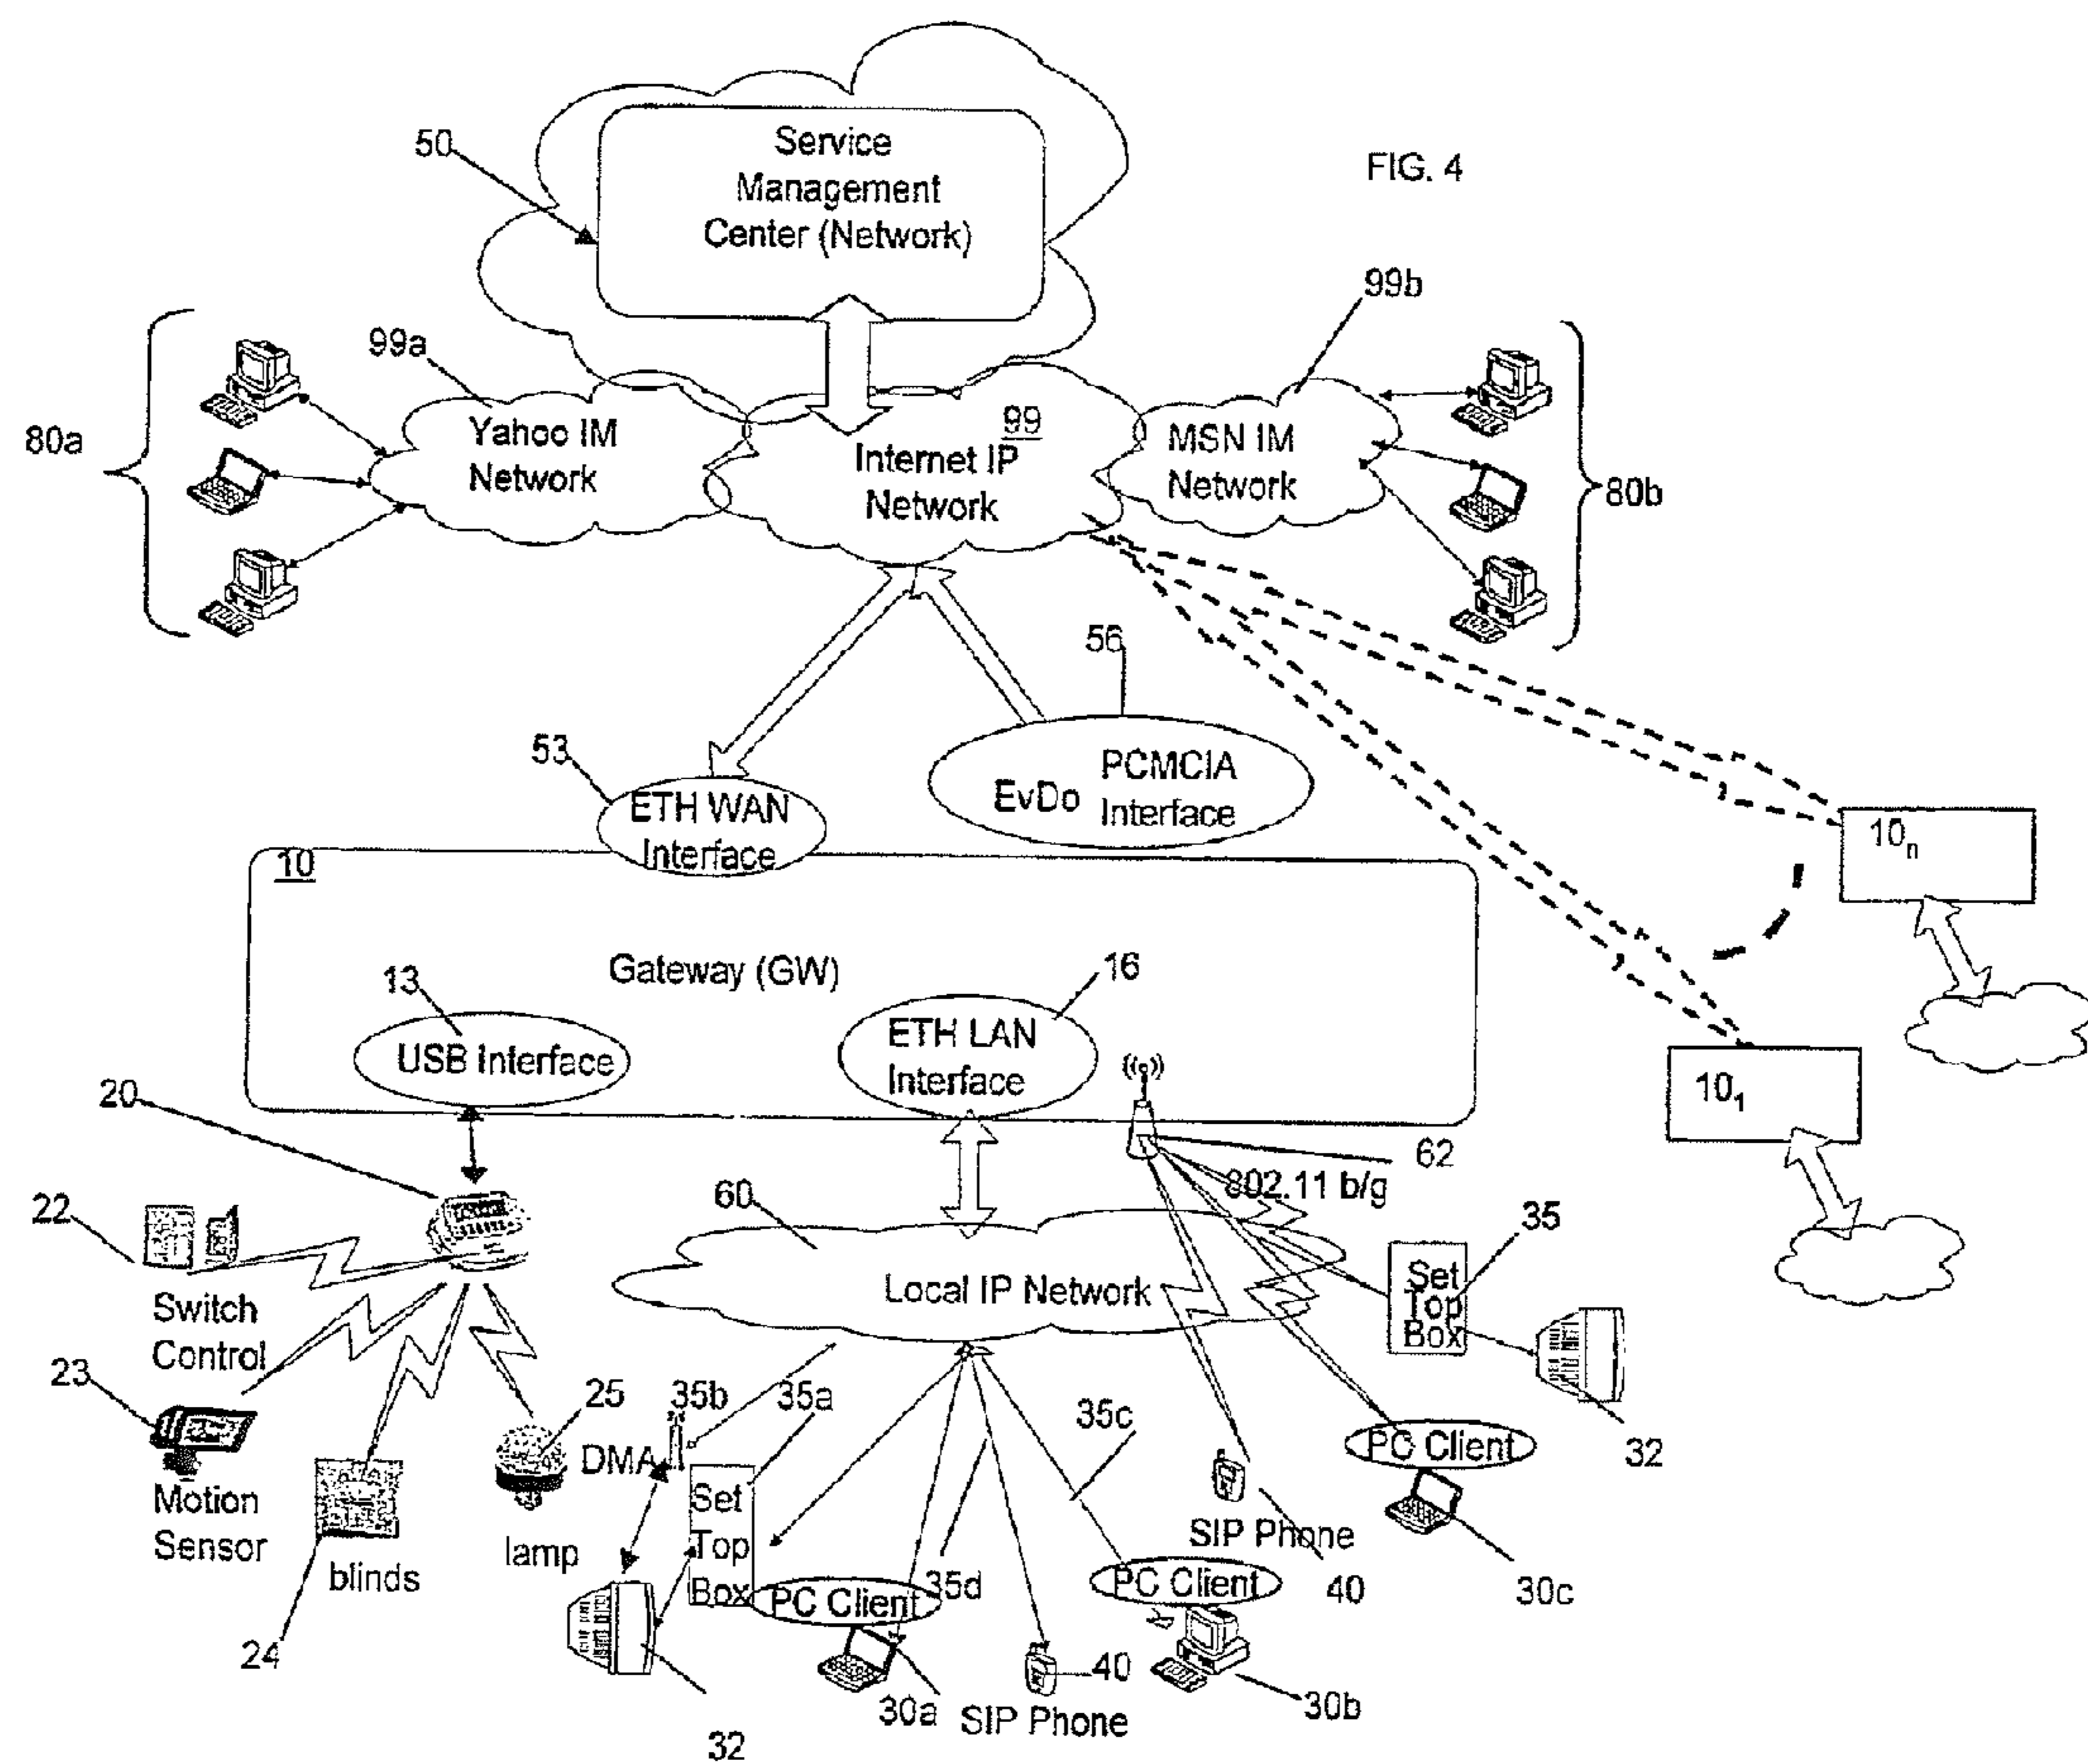 FIG. 4
50
Service
Management
Center (Network)
99a
99b
80a
80b
Yahoo IM
Network
99
Internet IP
Network
MSN IM
Network
56
53
ETH WAN
Interface
EvDo
PCMCIA
Interface
10
Gateway (GW)
13
USB Interface
16
ETH LAN
Interface
10n
101
20
22
Switch
Control
23
Motion
Sensor
24
blinds
25
lamp
60
Local IP Network
62
802.11 b/g
35
Set
Top
Box
32
35b
DMA
35a
Set
Top
Box
32
35c
35d
PC Client
30a
SIP Phone
40
PC Client
30b
SIP Phone
40
PC Client
30c